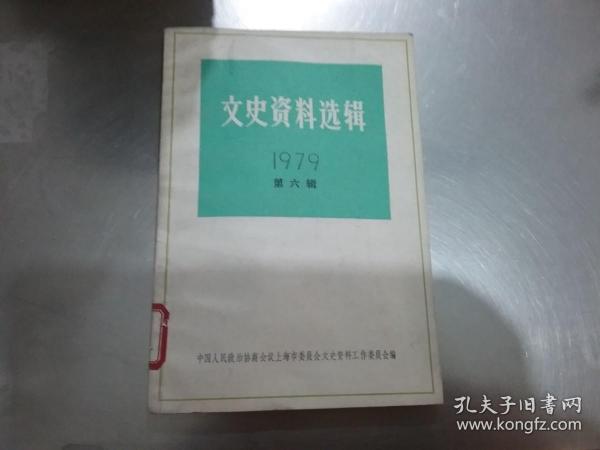 文史资料选辑
1979
第六辑
中国人民政治协商会议上海市委员会文史资料工作委员会编
孔夫子旧书网
www.kongfz.com